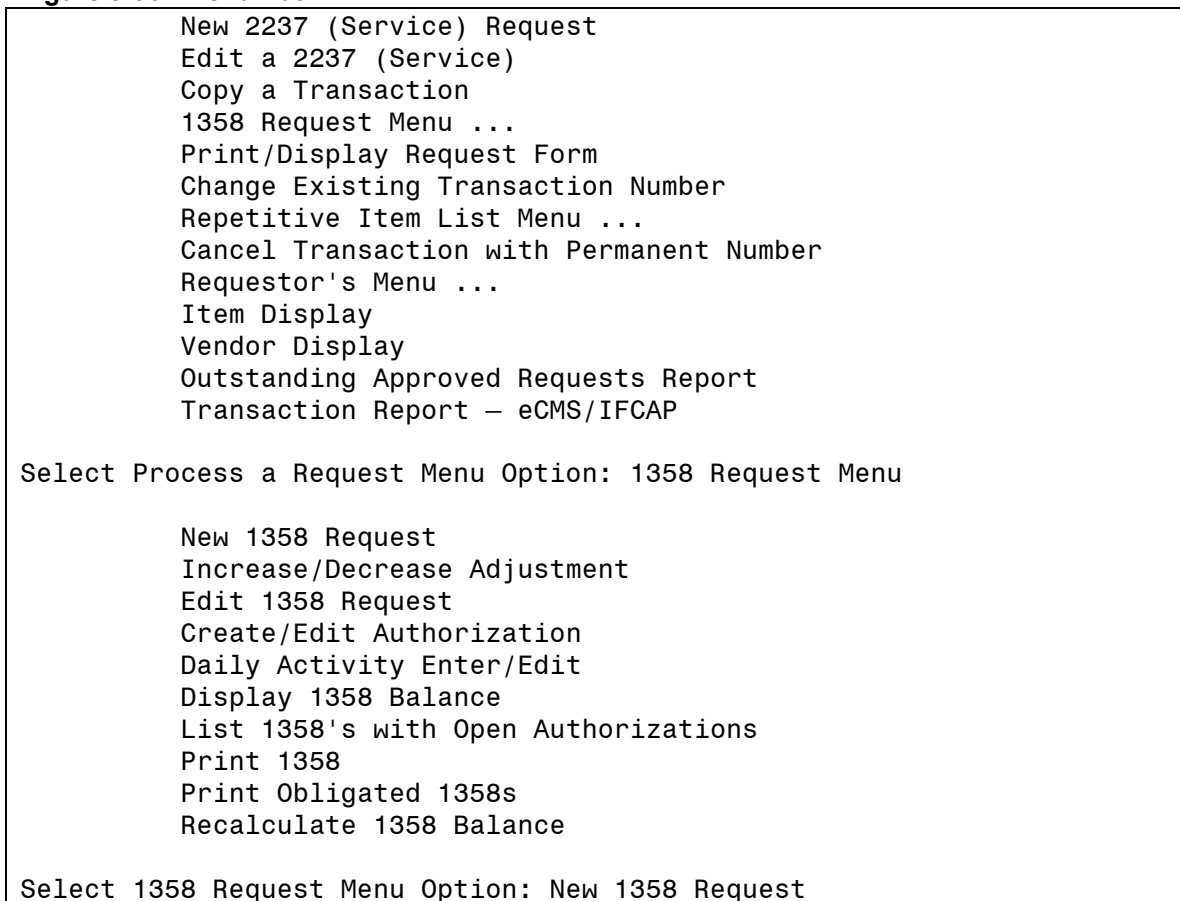 New 2237 (Service) Request
Edit a 2237 (Service)
Copy a Transaction
1358 Request Menu ...
Print/Display Request Form
Change Existing Transaction Number
Repetitive Item List Menu ...
Cancel Transaction with Permanent Number
Requestor's Menu ...
Item Display
Vendor Display
Outstanding Approved Requests Report
Transaction Report – eCMS/IFCAP
Select Process a Request Menu Option: 1358 Request Menu
New 1358 Request
Increase/Decrease Adjustment
Edit 1358 Request
Create/Edit Authorization
Daily Activity Enter/Edit
Display 1358 Balance
List 1358's with Open Authorizations
Print 1358
Print Obligated 1358s
Recalculate 1358 Balance
Select 1358 Request Menu Option: New 1358 Request